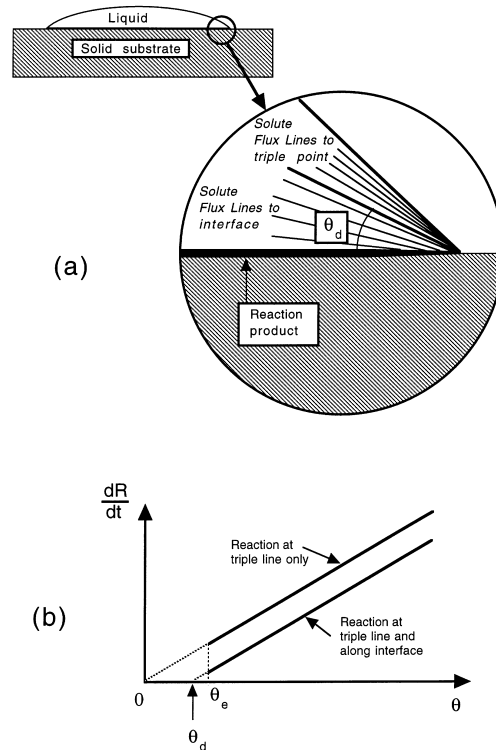 Liquid
Solid substrate
Solute
Flux Lines to
triple point
Solute
Flux Lines to
interface
θd
(a)
Reaction
product
dR
dt
Reaction at
triple line only
(b)
Reaction at
triple line and
along interface
0
θe
θ
θd